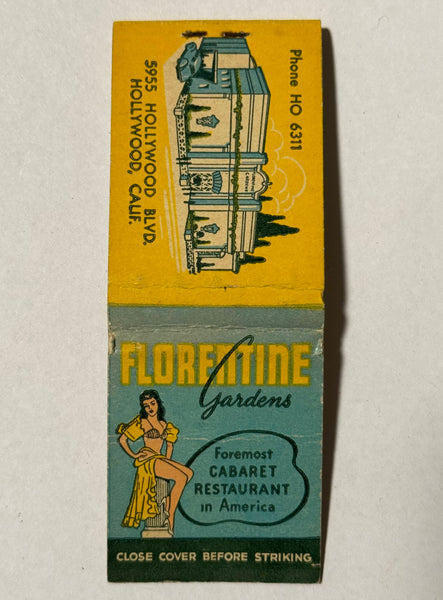 Phone HO 6311
5955 HOLLYWOOD BLVD.
HOLLYWOOD, CALIF.
FLORENTINE
Gardens
Foremost
CABARET
RESTAURANT
in America
CLOSE COVER BEFORE STRIKING